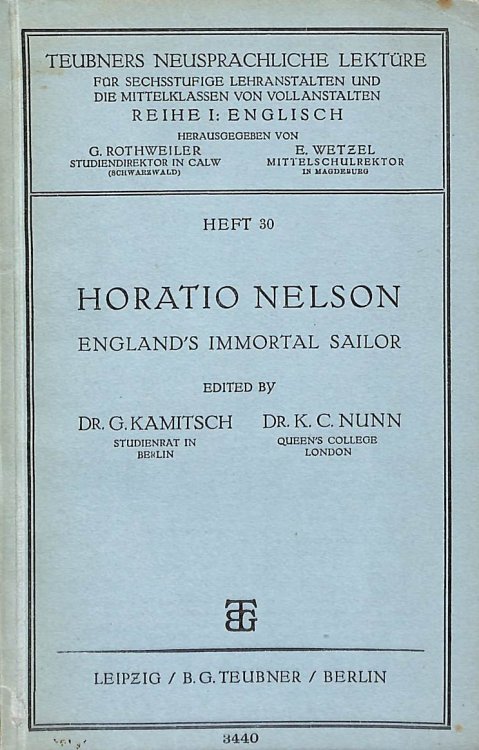 TEUBNERS NEUSPRACHLICHE LEKTÜRE
FÜR SECHSSTUFIGE LEHRANSTALTEN UND
DIE MITTELKLASSEN VON VOLLANSTALTEN
REIHE I: ENGLISCH
HERAUSGEGEBEN VON
G. ROTHWEILER E. WETZEL
STUDIENDIREKTOR IN CALW MITTELSCHULREKTOR
(SCHWARZWALD) IN MAGDEBURG
HEFT 30
HORATIO NELSON
ENGLAND'S IMMORTAL SAILOR
EDITED By
DR. G. KAMITSCH DR. K. C. NUNN
STUDIENRAT IN QUEEN'S COLLEGE
BERLIN LONDON
BGT
LEIPZIG / B. G. TEUBNER / BERLIN
3440